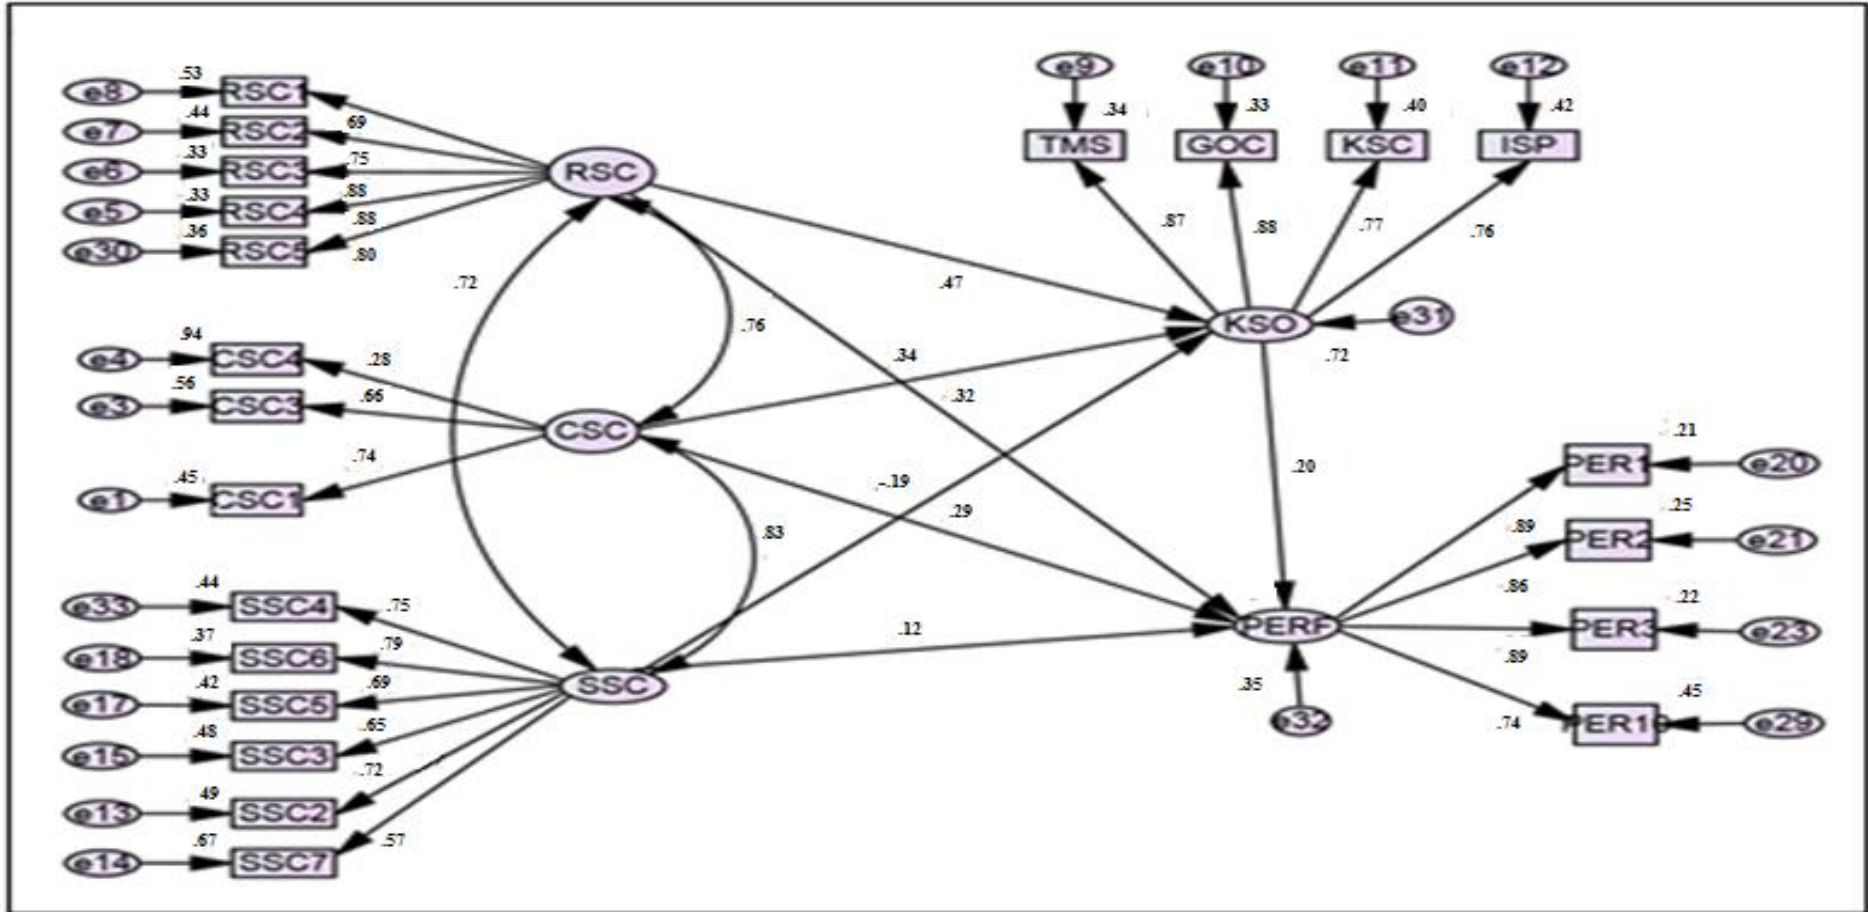 e9 e10 e11 e12
.53
e8 RSC1
.34 .33 .40 .42
.44 .69
e7 RSC2
TMS GOC KSC ISP
.33 .75
e6 RSC3 RSC
.33 .88
e5 RSC4
.36 .88
e30 RSC5 .80
.87 .88 .77 .76
.72 .47
KSO e31
.76
.94 .34 .72
e4 CSC4 .28
.56 .66 .32
e3 CSC3
CSC
.21
.74 .20
PER1 e20
.45 -.19
e1 CSC1
.29 .25
.83 .89
PER2 e21
.44 .86 .22
e33 SSC4 .75
.37 .79 .12 PERF PER3 e23
e18 SSC6 .89
.42 .69 SSC .35 .45
e17 SSC5
.48 .65 e32 .74 PER10 e29
e15 SSC3
.49 .72
e13 SSC2
.67 .57
e14 SSC7